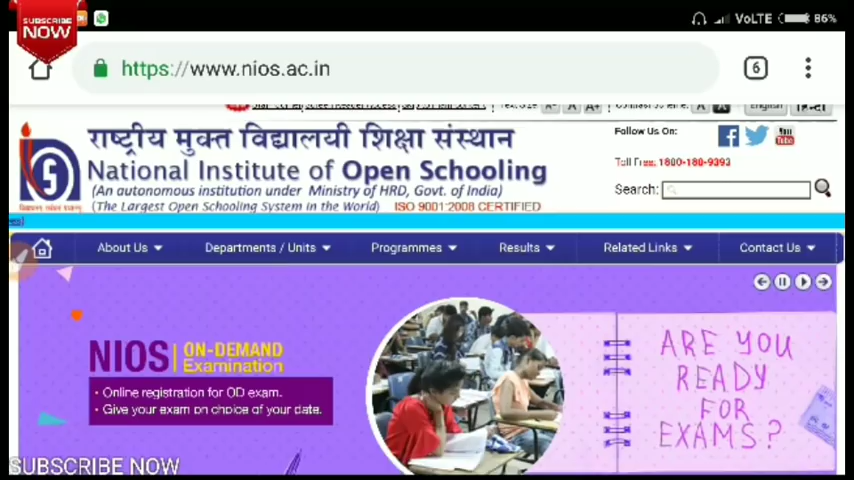 SUBSCRIBE
NOW
VoLTE 86%
https://www.nios.ac.in
6
English
Follow Us On:
You Tube
राष्ट्रीय मुक्त विद्यालयी शिक्षा संस्थान
National Institute of Open Schooling
(An autonomous institution under Ministry of HRD, Govt. of India)
(The Largest Open Schooling System in the World) ISO 9001:2008 CERTIFIED
Toll Free: 1800-180-9393
Search:
About Us
Departments / Units
Programmes
Results
Related Links
Contact Us
NIOS ON-DEMAND
Examination
• Online registration for OD exam.
• Give your exam on choice of your date.
ARE YOU
READY
FOR
EXAMS?
SUBSCRIBE NOW